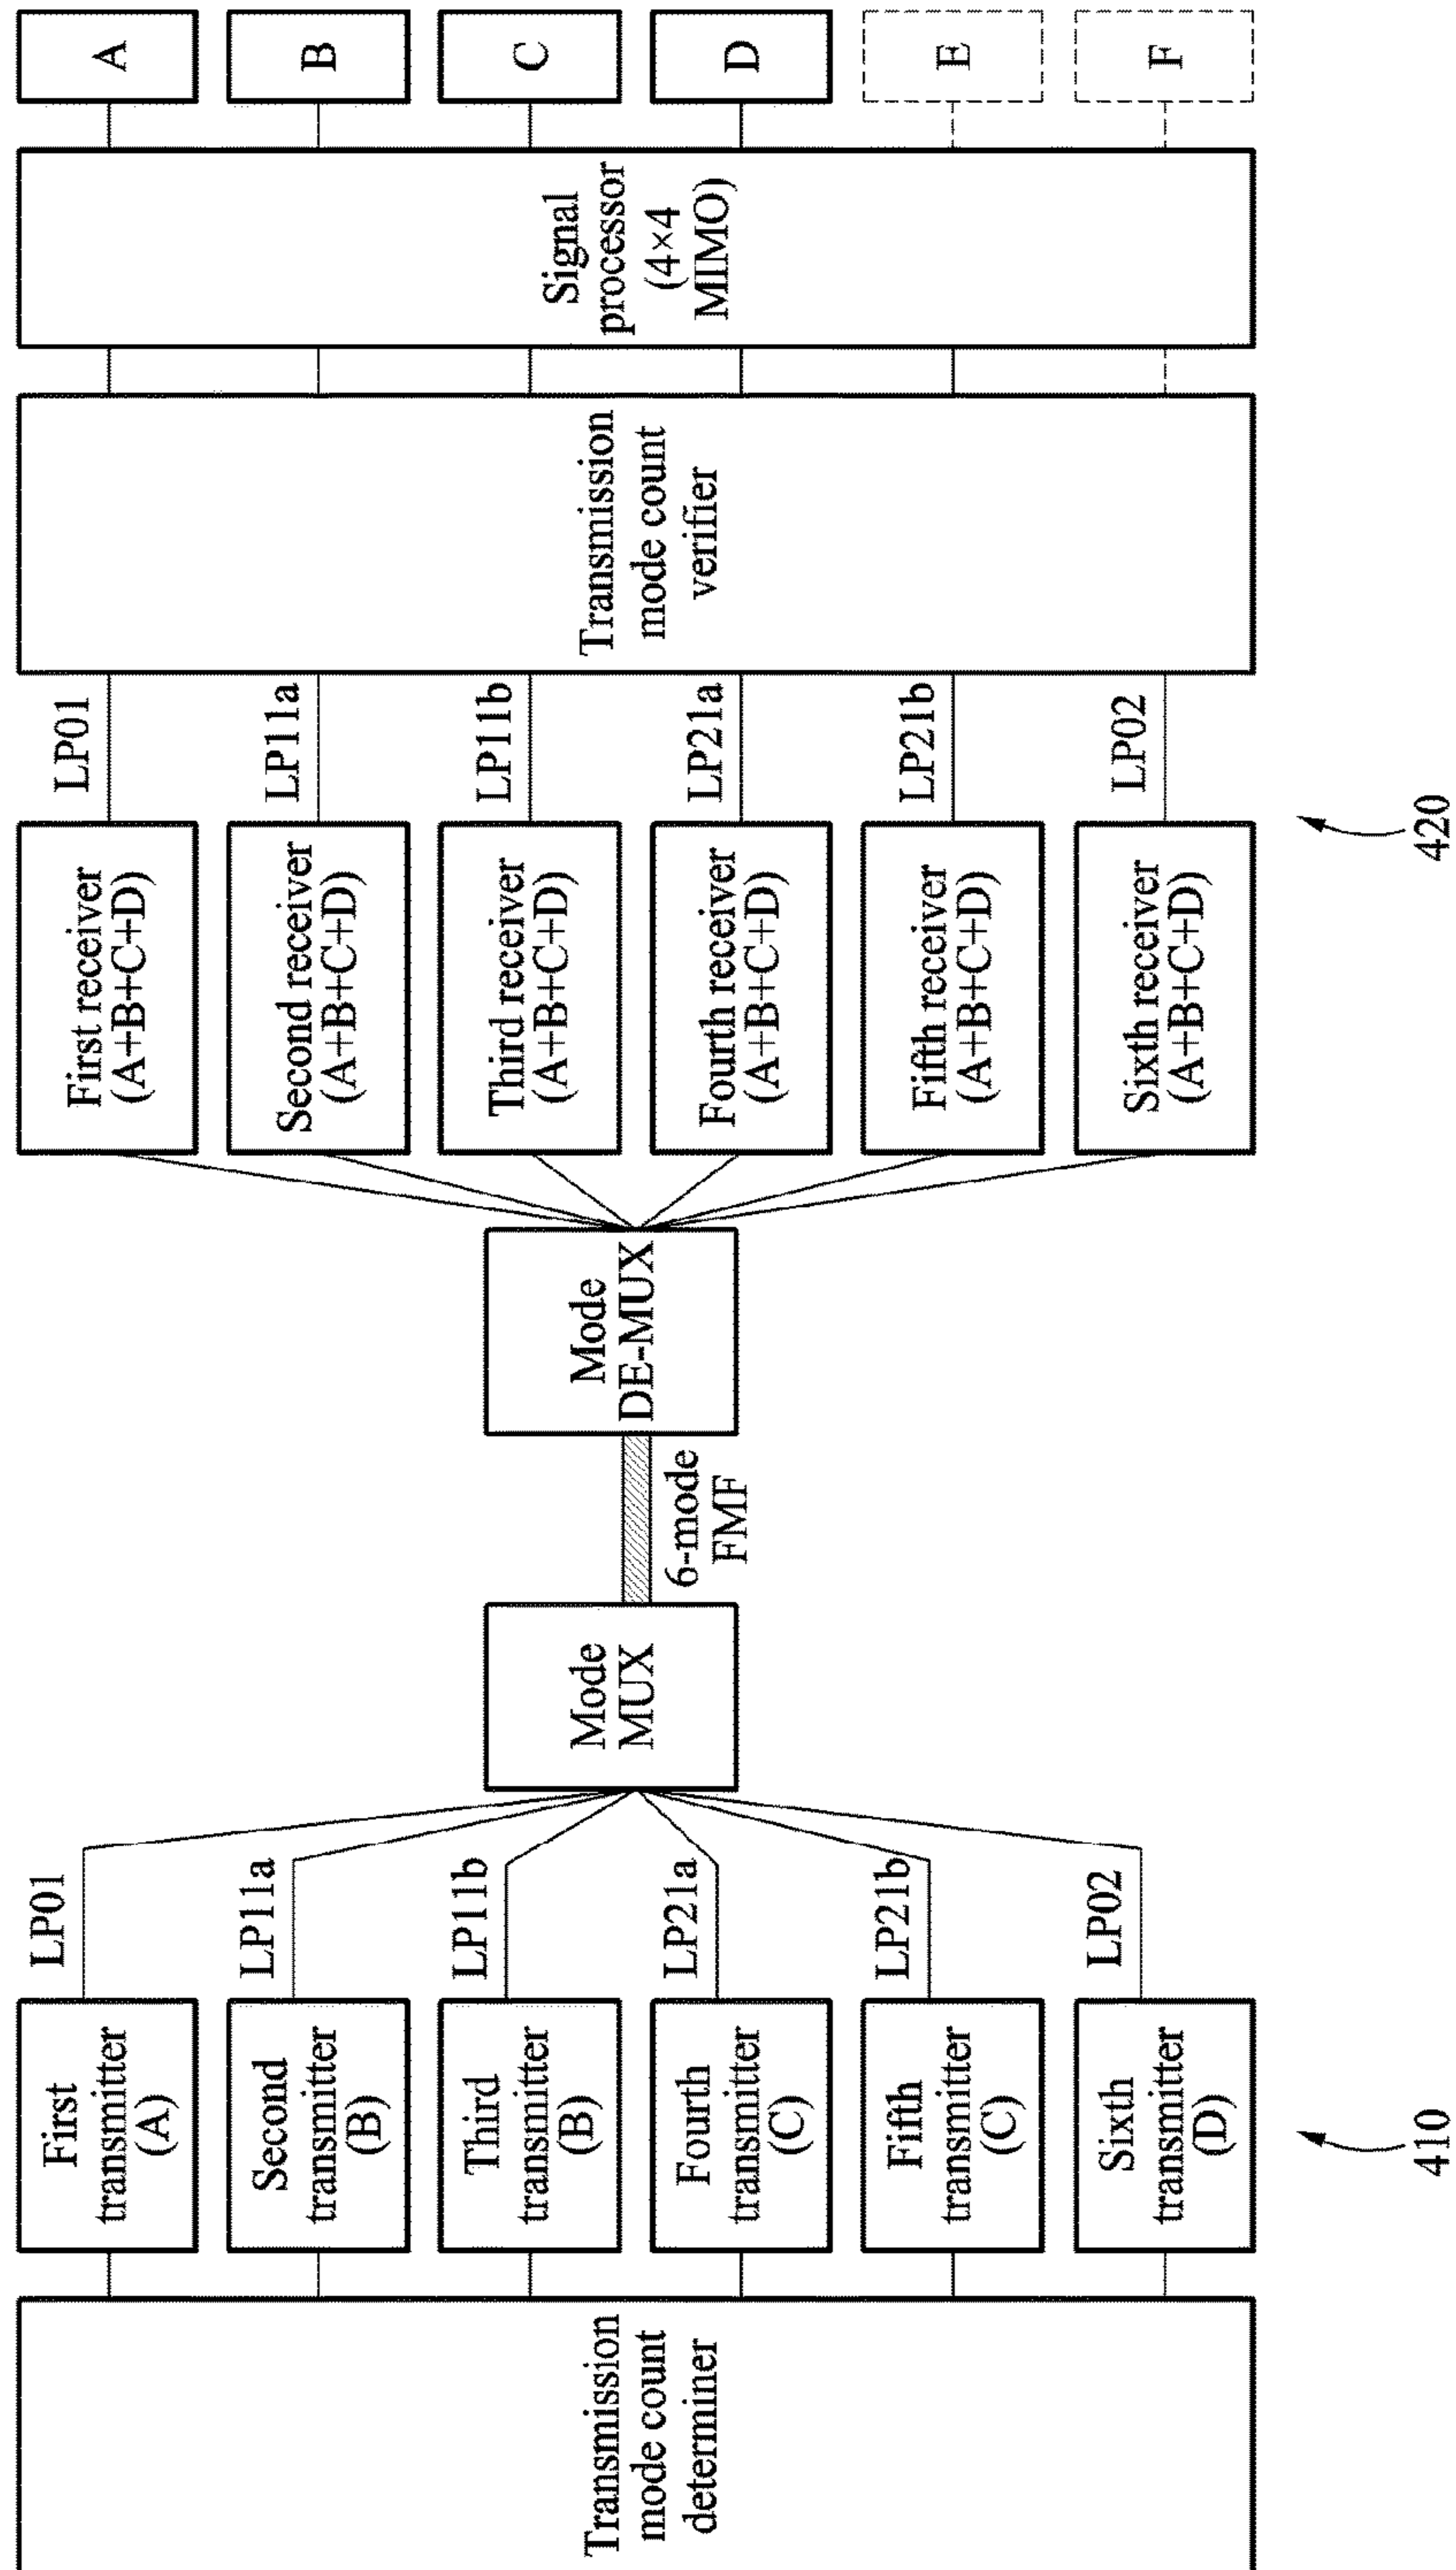 Transmission
mode count
determiner
First
transmitter
(A)
Second
transmitter
(B)
Third
transmitter
(B)
Fourth
transmitter
(C)
Fifth
transmitter
(C)
Sixth
transmitter
(D)
410
LP01
LP11a
LP11b
LP21a
LP21b
LP02
Mode
MUX
6-mode
FMF
Mode
DE-MUX
First receiver
(A+B+C+D)
Second receiver
(A+B+C+D)
Third receiver
(A+B+C+D)
Fourth receiver
(A+B+C+D)
Fifth receiver
(A+B+C+D)
Sixth receiver
(A+B+C+D)
420
LP01
LP11a
LP11b
LP21a
LP21b
LP02
Transmission
mode count
verifier
Signal
processor
(4×4
MIMO)
A
B
C
D
E
F